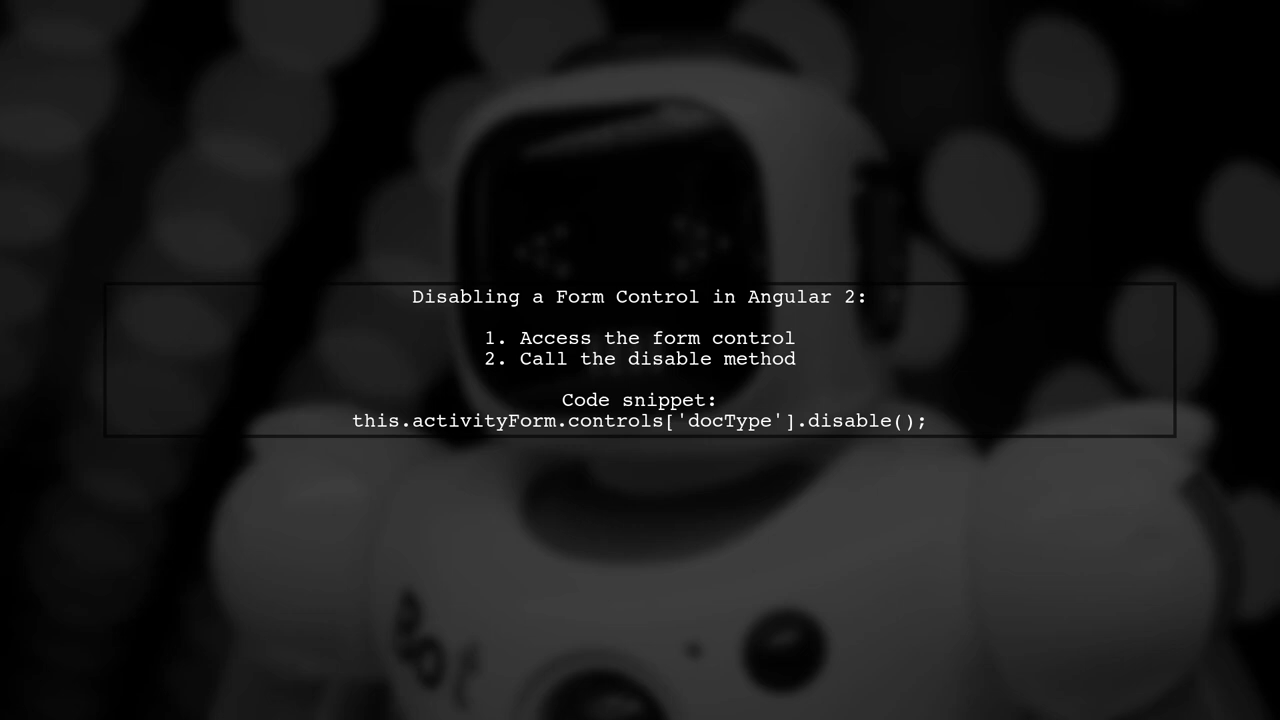 Disabling a Form Control in Angular 2:
1. Access the form control
2. Call the disable method
Code snippet:
this.activityForm.controls['docType'].disable();